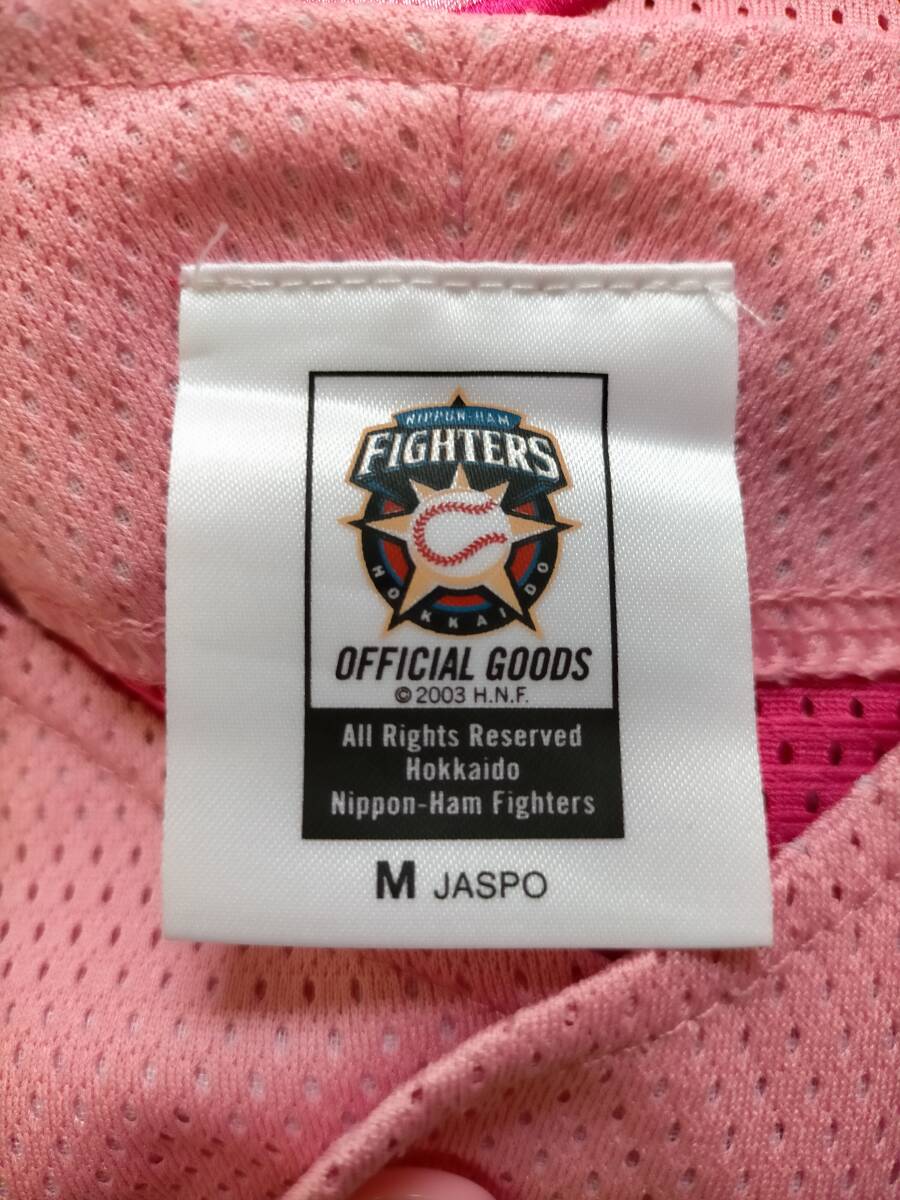 NIPPON-HAM
FIGHTERS
HOKKAIDO
OFFICIAL GOODS
© 2003 H.N.F.
All Rights Reserved
Hokkaido
Nippon-Ham Fighters
M JASPO